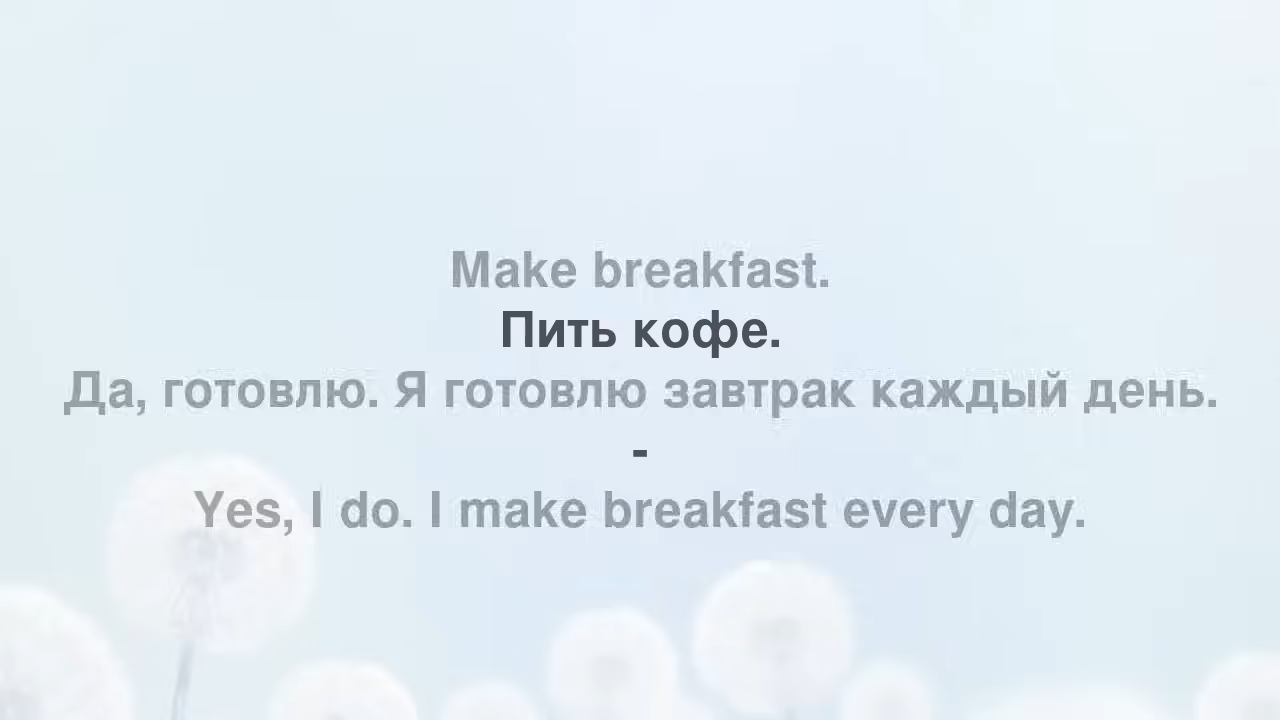 Make breakfast.
Пить кофе.
Да, готовлю. Я готовлю завтрак каждый день.
-
Yes, I do. I make breakfast every day.